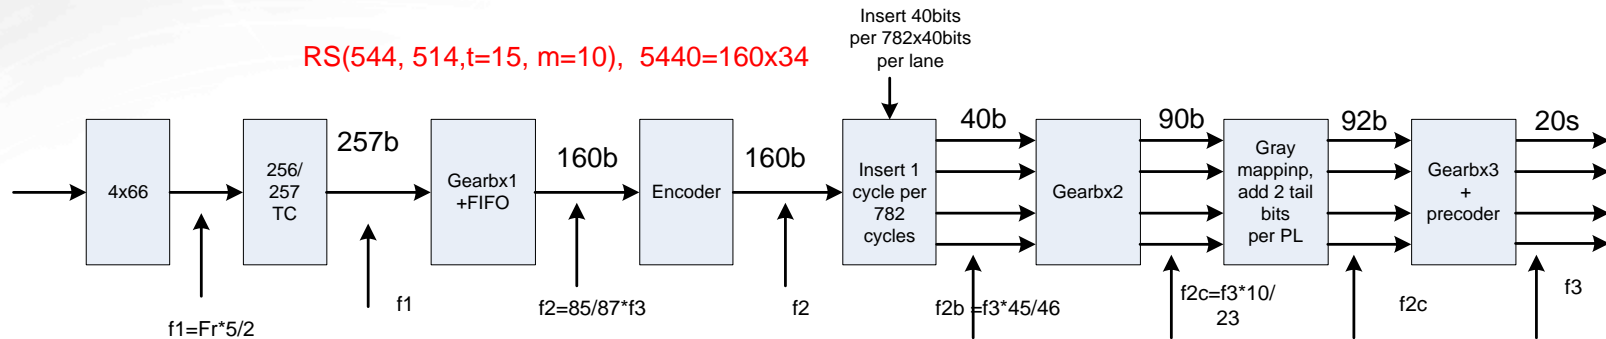 Insert 40bits
per 782x40bits
per lane
RS(544, 514,t=15, m=10),  5440=160x34
4x66
256/
257
TC
257b
Gearbx1
+FIFO
160b
Encoder
160b
Insert 1
cycle per
782
cycles
40b
Gearbx2
90b
Gray
mappinp,
add 2 tail
bits
per PL
92b
Gearbx3
+
precoder
20s
f1=Fr*5/2
f1
f2=85/87*f3
f2
f2b =f3*45/46
f2c=f3*10/
23
f2c
f3